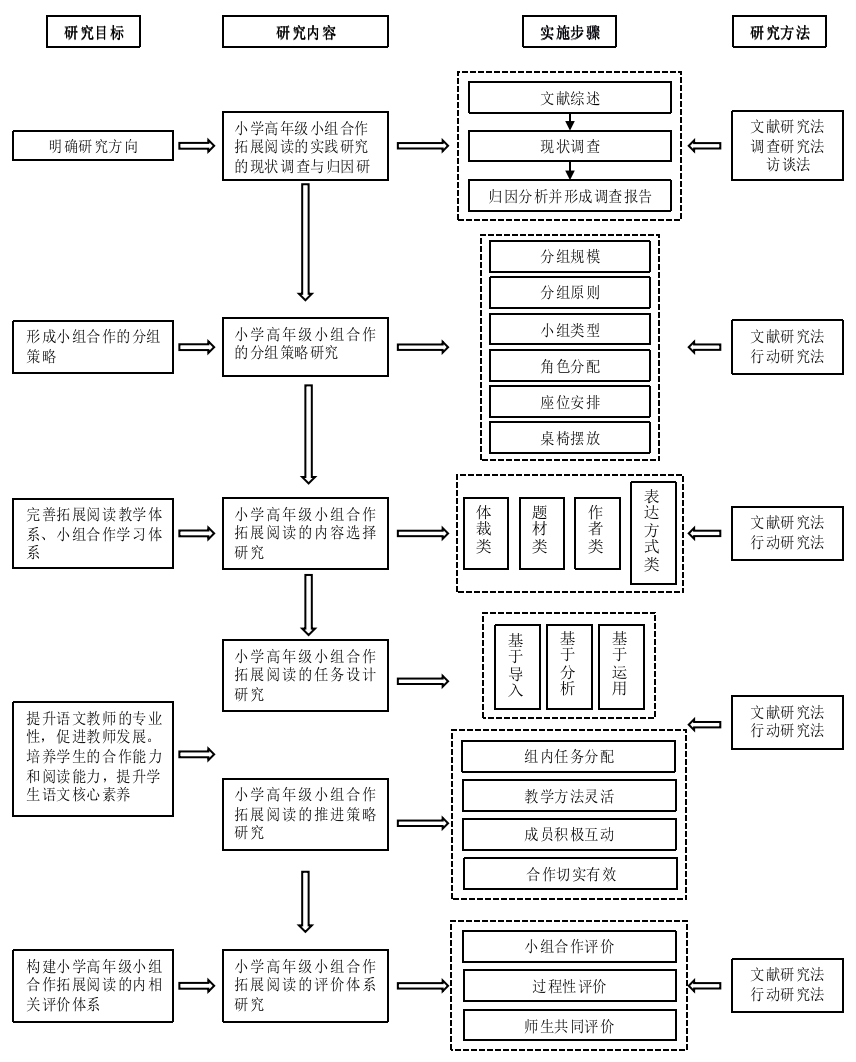 研究目标
研究内容
实施步骤
研究方法
明确研究方向
小学高年级小组合作
拓展阅读的实践研究
的现状调查与归因研
文献综述
现状调查
归因分析并形成调查报告
文献研究法
调查研究法
访谈法
形成小组合作的分组
策略
小学高年级小组合作
的分组策略研究
分组规模
分组原则
小组类型
角色分配
座位安排
桌椅摆放
文献研究法
行动研究法
完善拓展阅读教学体
系、小组合作学习体
系
小学高年级小组合作
拓展阅读的内容选择
研究
体裁类
题材类
作者类
表达方式类
文献研究法
行动研究法
提升语文教师的专业
性，促进教师发展。
培养学生的合作能力
和阅读能力，提升学
生语文核心素养
小学高年级小组合作
拓展阅读的任务设计
研究
基于导入
基于分析
基于运用
小学高年级小组合作
拓展阅读的推进策略
研究
组内任务分配
教学方法灵活
成员积极互动
合作切实有效
文献研究法
行动研究法
构建小学高年级小组
合作拓展阅读的内相
关评价体系
小学高年级小组合作
拓展阅读的评价体系
研究
小组合作评价
过程性评价
师生共同评价
文献研究法
行动研究法